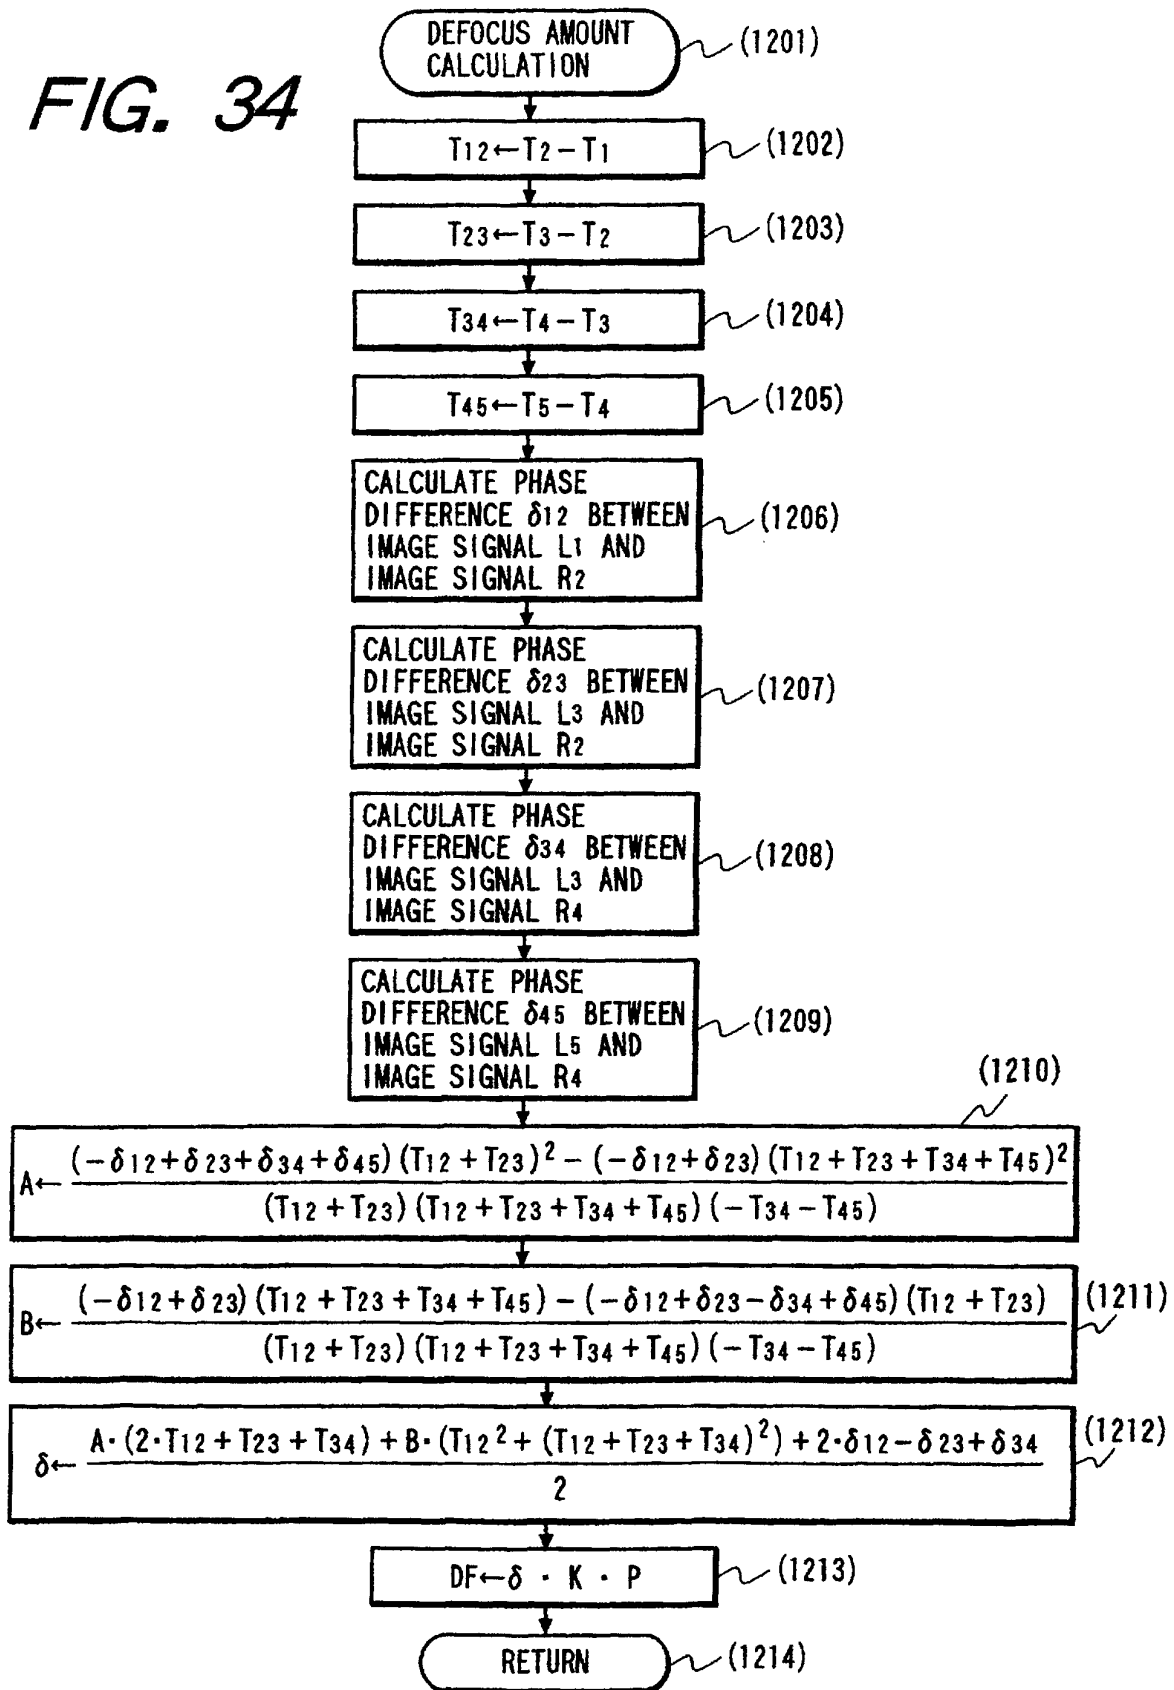 FIG. 34
DEFOCUS AMOUNT
CALCULATION
(1201)
T12←T2−T1
(1202)
T23←T3−T2
(1203)
T34←T4−T3
(1204)
T45←T5−T4
(1205)
CALCULATE PHASE
DIFFERENCE δ12 BETWEEN
IMAGE SIGNAL L1 AND
IMAGE SIGNAL R2
(1206)
CALCULATE PHASE
DIFFERENCE δ23 BETWEEN
IMAGE SIGNAL L3 AND
IMAGE SIGNAL R2
(1207)
CALCULATE PHASE
DIFFERENCE δ34 BETWEEN
IMAGE SIGNAL L3 AND
IMAGE SIGNAL R4
(1208)
CALCULATE PHASE
DIFFERENCE δ45 BETWEEN
IMAGE SIGNAL L5 AND
IMAGE SIGNAL R4
(1209)
(1210)
A← (−δ12+δ23+δ34+δ45)(T12+T23)²−(−δ12+δ23)(T12+T23+T34+T45)²
(T12+T23)(T12+T23+T34+T45)(−T34−T45)
B← (−δ12+δ23)(T12+T23+T34+T45)−(−δ12+δ23−δ34+δ45)(T12+T23)
(T12+T23)(T12+T23+T34+T45)(−T34−T45)
(1211)
δ← A·(2·T12+T23+T34)+B·(T12²+(T12+T23+T34)²)+2·δ12−δ23+δ34
2
(1212)
DF←δ · K · P
(1213)
RETURN
(1214)